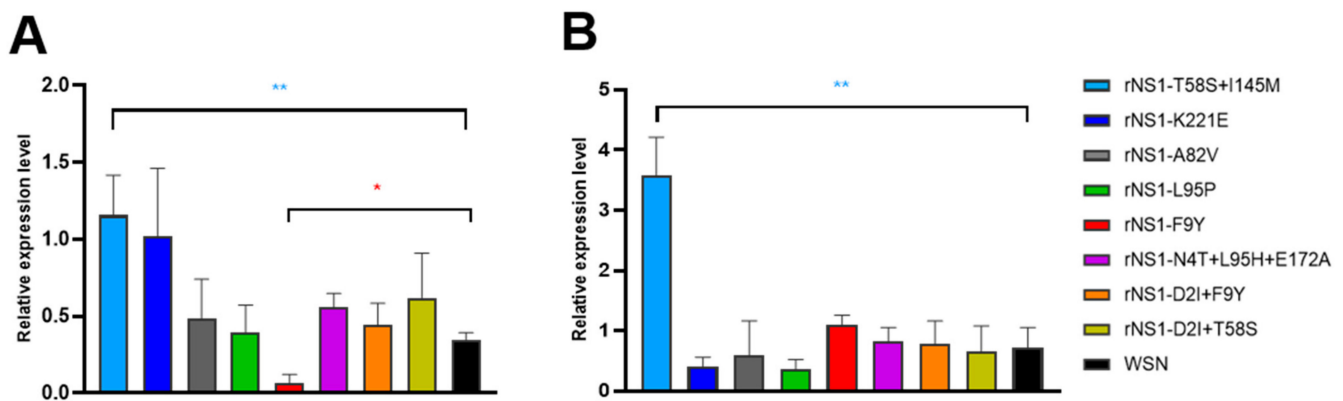 A
Relative expression level
2.0
1.5
1.0
0.5
0.0
**
*
B
Relative expression level
5
4
3
2
1
0
**
rNS1-T58S+I145M
rNS1-K221E
rNS1-A82V
rNS1-L95P
rNS1-F9Y
rNS1-N4T+L95H+E172A
rNS1-D2I+F9Y
rNS1-D2I+T58S
WSN